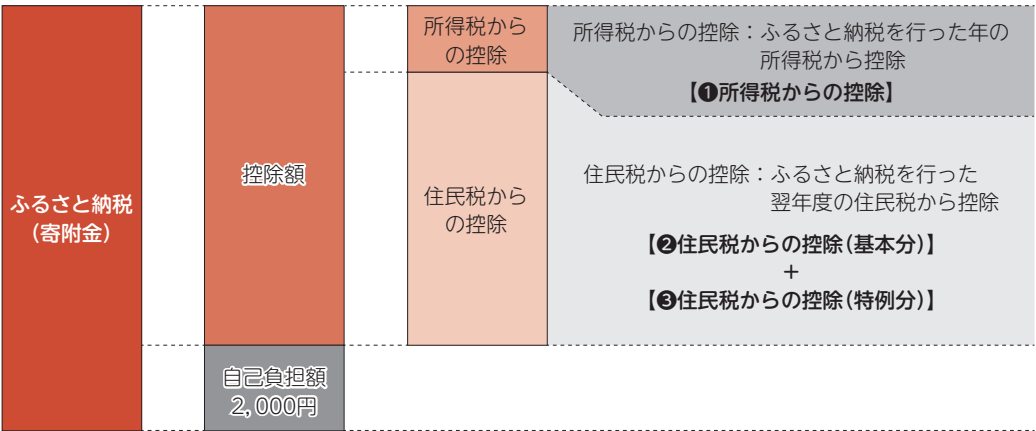 ふるさと納税
(寄附金)
控除額
自己負担額
2,000円
所得税から
の控除
住民税から
の控除
所得税からの控除：ふるさと納税を行った年の
所得税から控除
【❶所得税からの控除】
住民税からの控除：ふるさと納税を行った
翌年度の住民税から控除
【❷住民税からの控除(基本分)】
+
【❸住民税からの控除(特例分)】